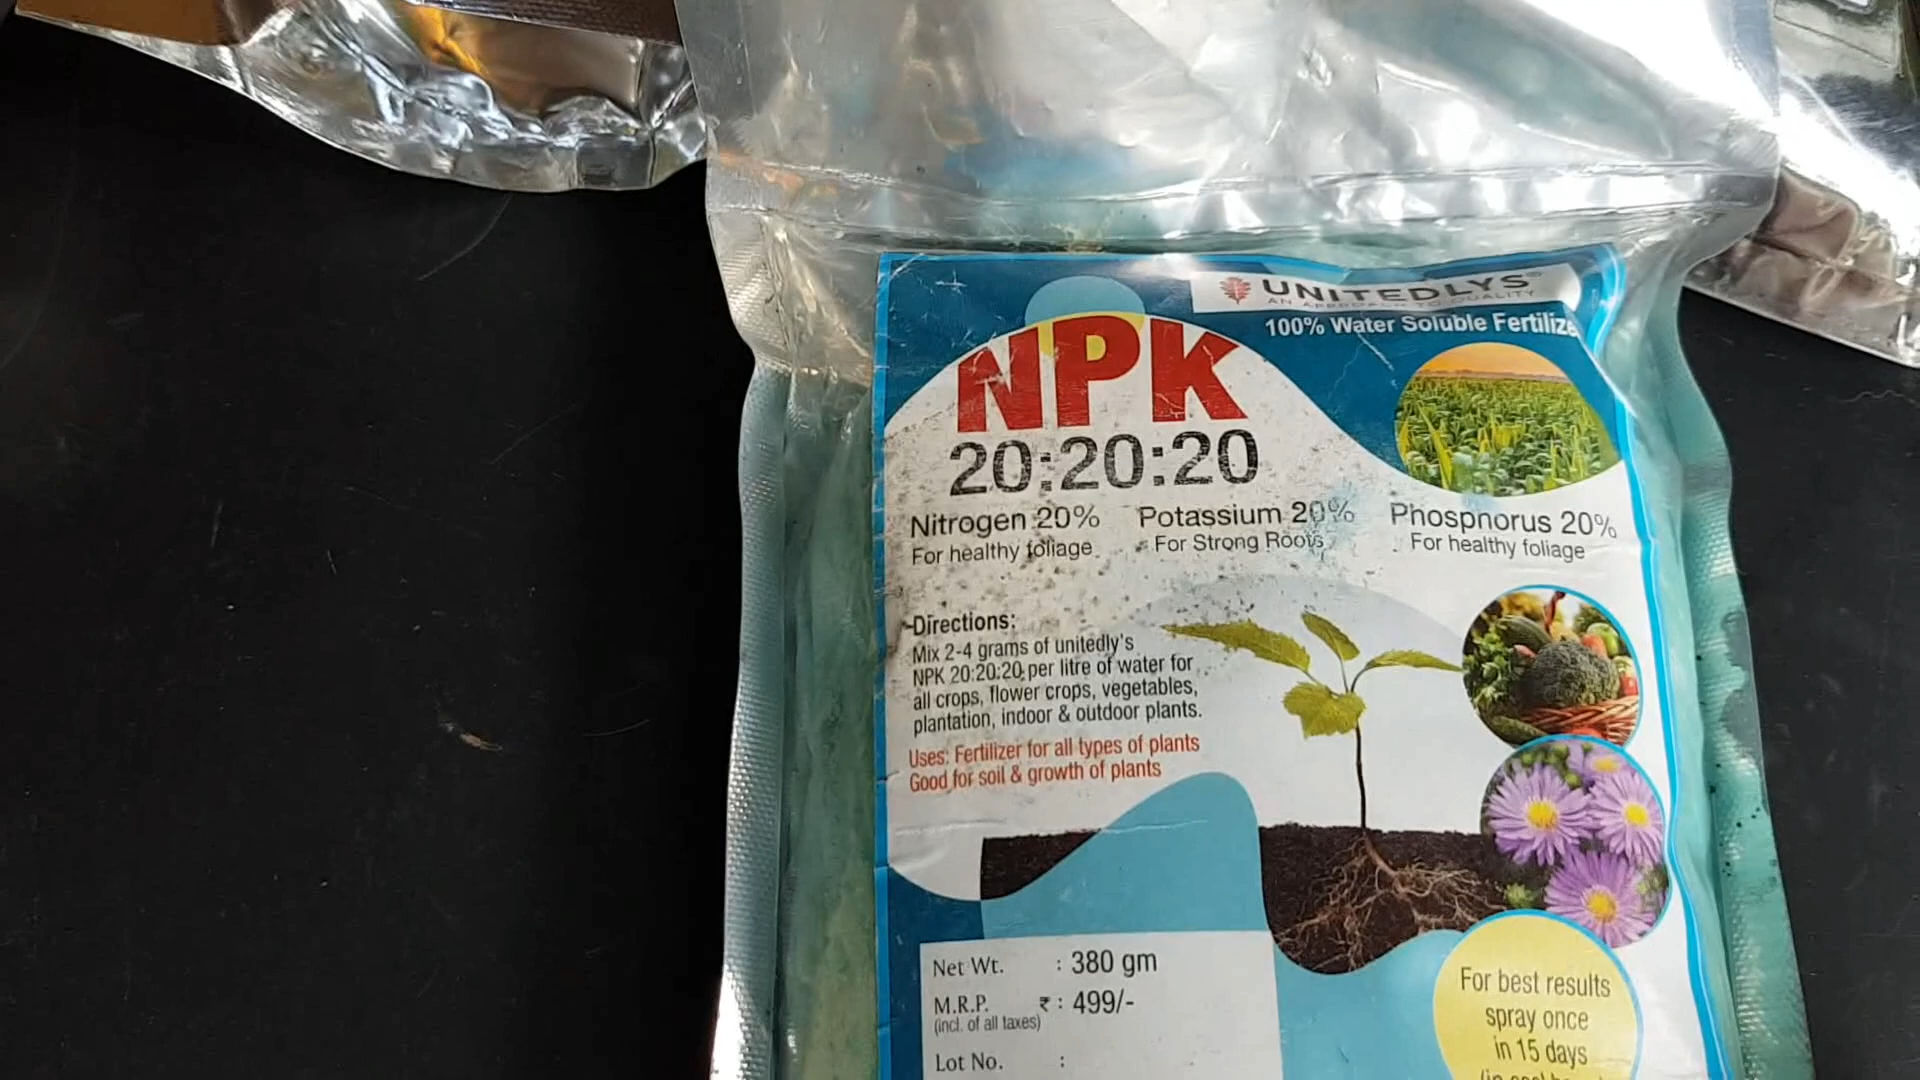 UNITEDLYS®
AN APPROACH TO QUALITY
100% Water Soluble Fertilize
NPK
20:20:20
Nitrogen 20%
For healthy foliage
Potassium 20%
For Strong Roots
Phosphorus 20%
For healthy foliage
Directions:
Mix 2-4 grams of unitedly's
NPK 20:20:20 per litre of water for
all crops, flower crops, vegetables,
plantation, indoor & outdoor plants.
Uses: Fertilizer for all types of plants
Good for soil & growth of plants
Net Wt. : 380 gm
M.R.P. ₹ : 499/-
(incl. of all taxes)
Lot No. :
For best results
spray once
in 15 days